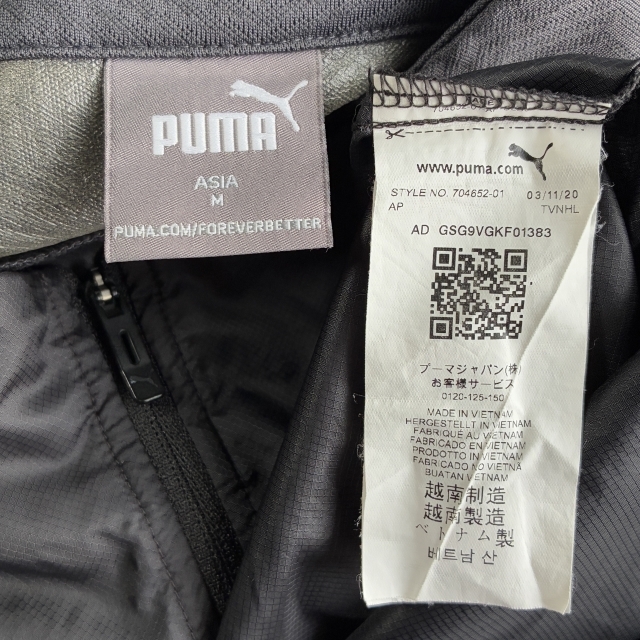 PUMA
ASIA
M
PUMA.COM/FOREVERBETTER
www.puma.com
STYLE NO. 704652-01 03/11/20
AP TVNHL
AD GSG9VGKF01383
プーマジャパン(株)
お客様サービス
0120-125-150
MADE IN VIETNAM
HERGESTELLT IN VIETNAM
FABRIQUÉ AU VIETNAM
FABRICADO EN VIETNAM
FABBRICATO IN VIETNAM
FABRICADO NO VIETNAM
BUATAN VIETNAM
越南制造
越南製造
ベトナム製
베트남 산